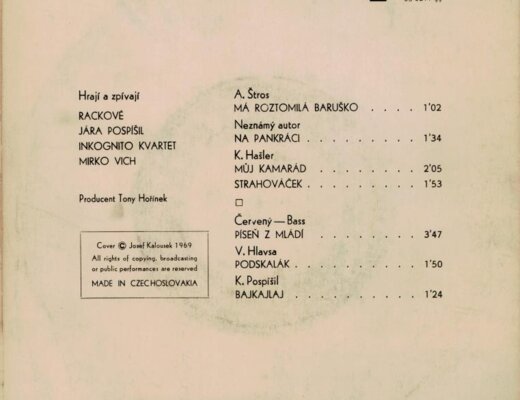 Hrají a zpívají
RACKOVÉ
JÁRA POSPÍŠIL
INKOGNITO KVARTET
MIRKO VICH
Producent Tony Hořínek
Cover © Josef Kalousek 1969
All rights of copying, broadcasting
or public performances are reserved
MADE IN CZECHOSLOVAKIA
A. Štros
MÁ ROZTOMILÁ BARUŠKO . . . . 1'02
Neznámý autor
NA PANKRÁCI . . . . . . . . . 1'34
K. Hašler
MŮJ KAMARÁD . . . . . . . . 2'05
STRAHOVÁČEK . . . . . . . . . 1'53
Červený — Bass
PÍSEŇ Z MLÁDÍ . . . . . . . . 3'47
V. Hlavsa
PODSKALÁK . . . . . . . . . . 1'50
K. Pospíšil
BAJKAJLAJ . . . . . . . . . . 1'24